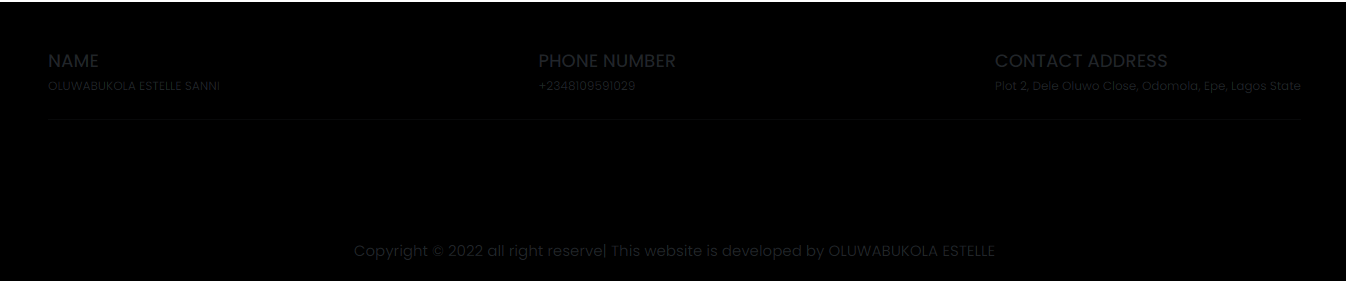 NAME
OLUWABUKOLA ESTELLE SANNI
PHONE NUMBER
+2348109591029
CONTACT ADDRESS
Plot 2, Dele Oluwo Close, Odomola, Epe, Lagos State
Copyright © 2022 all right reserve| This website is developed by OLUWABUKOLA ESTELLE